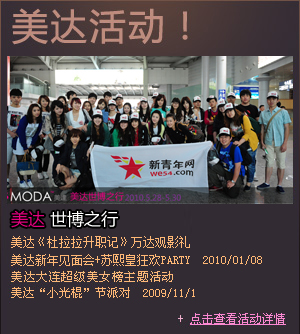 美达活动！
新青年网
wes4.com
MODA 美达 美达世博之行 2010.5.28-5.30
美达 世博之行
美达《杜拉拉升职记》万达观影礼
美达新年见面会+苏熙皇狂欢PARTY 2010/01/08
美达大连超级美女榜主题活动
美达“小光棍”节派对 2009/11/1
+ 点击查看活动详情